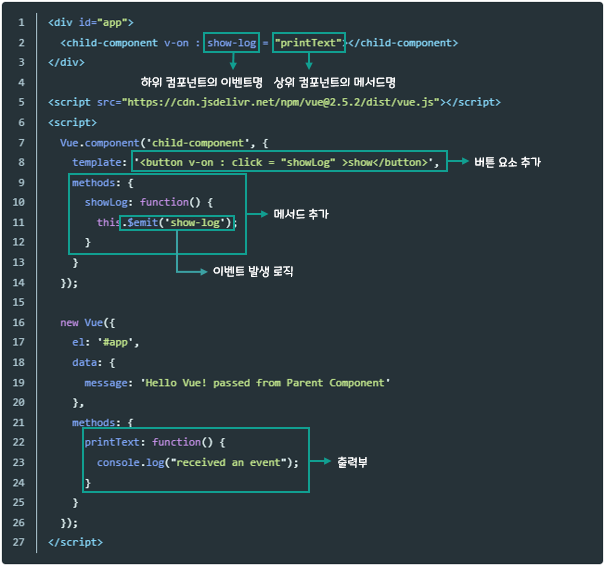 1 <div id="app">
2 <child-component v-on : show-log = "printText"></child-component>
3 </div>
4 하위 컴포넌트의 이벤트명 상위 컴포넌트의 메서드명
5 <script src="https://cdn.jsdelivr.net/npm/vue@2.5.2/dist/vue.js"></script>
6 <script>
7 Vue.component('child-component', {
8 template: '<button v-on : click = "showLog" >show</button>', 버튼 요소 추가
9 methods: {
10 showLog: function() { 메서드 추가
11 this.$emit('show-log');
12 }
13 } 이벤트 발생 로직
14 });
15
16 new Vue({
17 el: '#app',
18 data: {
19 message: 'Hello Vue! passed from Parent Component'
20 },
21 methods: {
22 printText: function() {
23 console.log("received an event"); 출력부
24 }
25 }
26 });
27 </script>